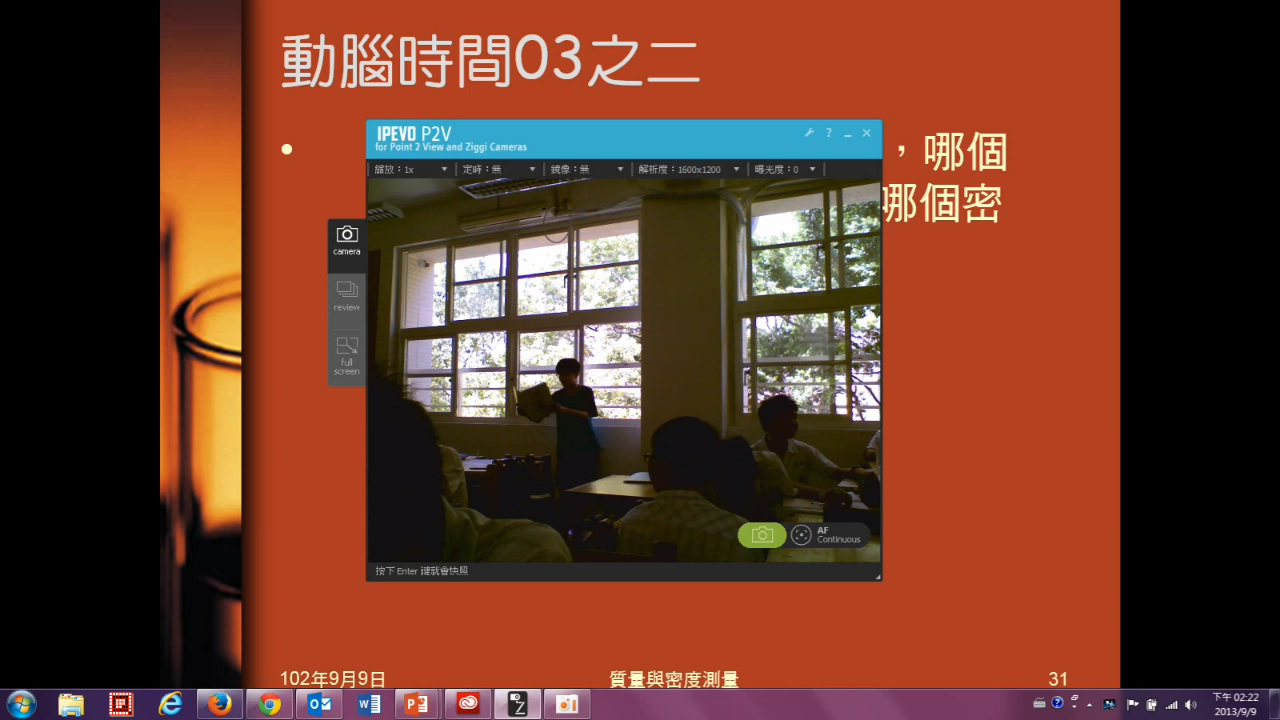 動腦時間03之二
IPEVO P2V
for Point 2 View and Ziggi Cameras
縮放：1x 定時：無 鏡像：無 解析度：1600x1200 曝光度：0
，哪個
哪個密
camera
review
full
screen
AF
Continuous
按下 Enter 鍵就會快照
102年9月9日 質量與密度測量 31
下午 02:22
2013/9/9